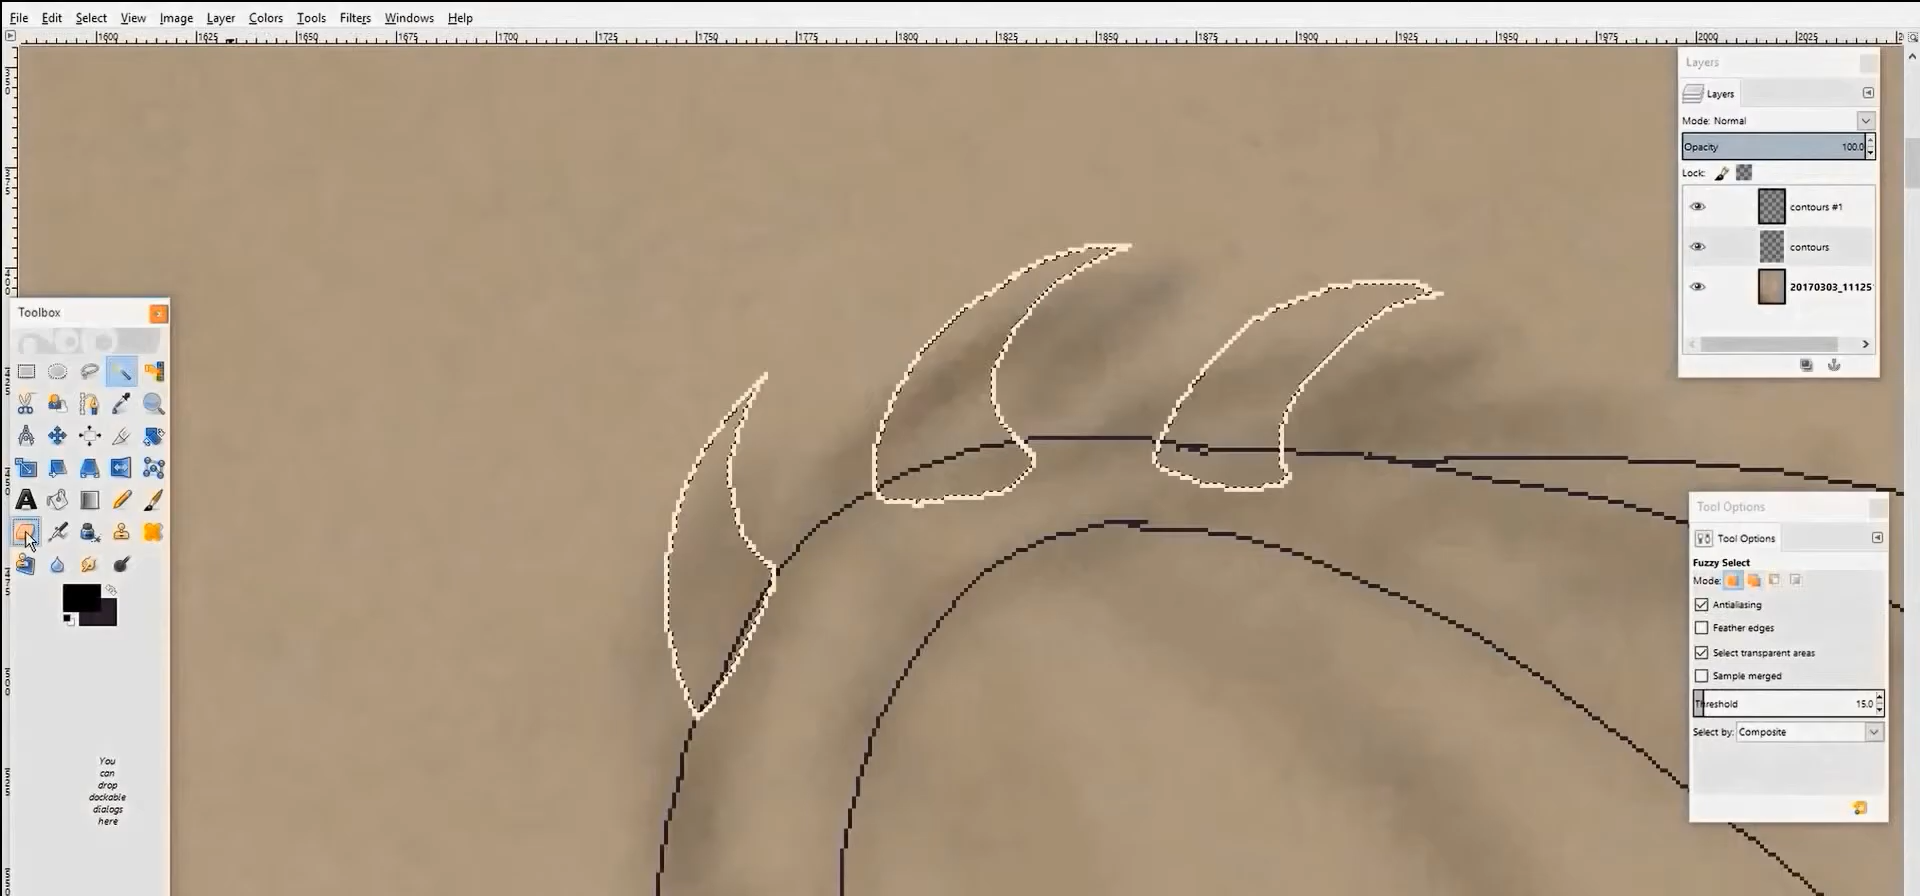 File Edit Select View Image Layer Colors Tools Filters Windows Help
1600 1625 1650 1675 1700 1725 1750 1775 1800 1825 1850 1875 1900 1925 1950 1975 2000 2025
Layers
Layers
Mode: Normal
Opacity 100.0
Lock:
contours #1
contours
20170303_11125
Toolbox
You
can
drop
dockable
dialogs
here
Tool Options
Tool Options
Fuzzy Select
Mode:
Antialiasing
Feather edges
Select transparent areas
Sample merged
Threshold 15.0
Select by: Composite